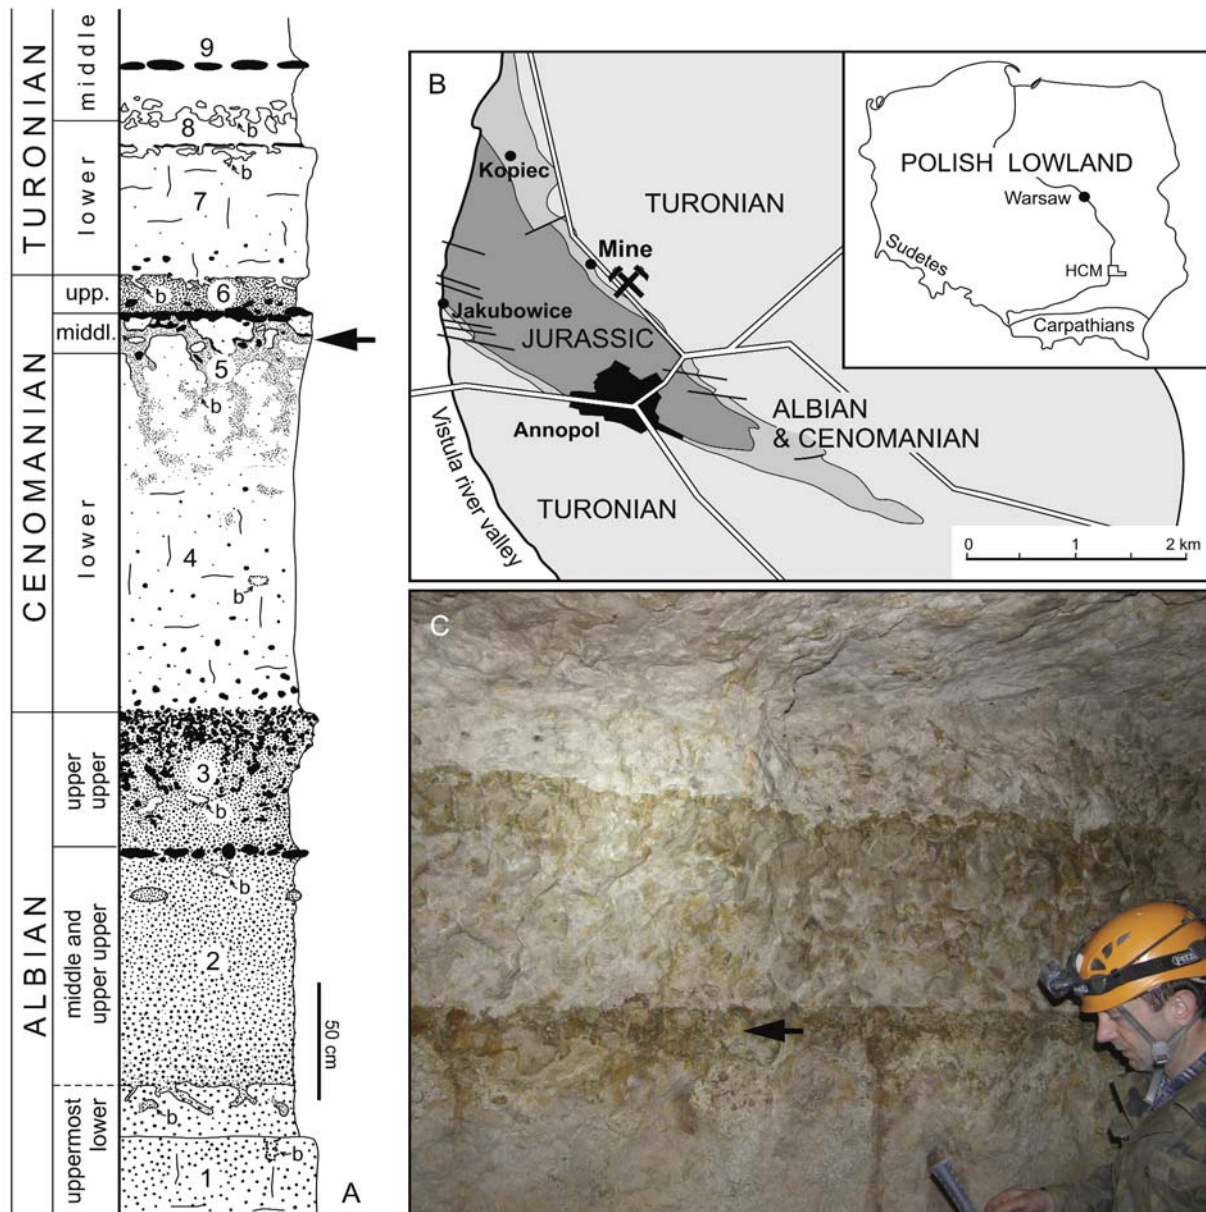 TURONIAN
middle
lower
9
8
b
b
7
CENOMANIAN
upp.
middl.
lower
b
6
5
b
4
b
ALBIAN
upper
upper
middle and
upper upper
uppermost
lower
3
b
b
2
50 cm
b
b
1
A
B
Kopiec
TURONIAN
Mine
Jakubowice
JURASSIC
Annopol
ALBIAN
& CENOMANIAN
TURONIAN
Vistula river valley
0 1 2 km
POLISH LOWLAND
Warsaw
Sudetes
HCM
Carpathians
C
PETZL